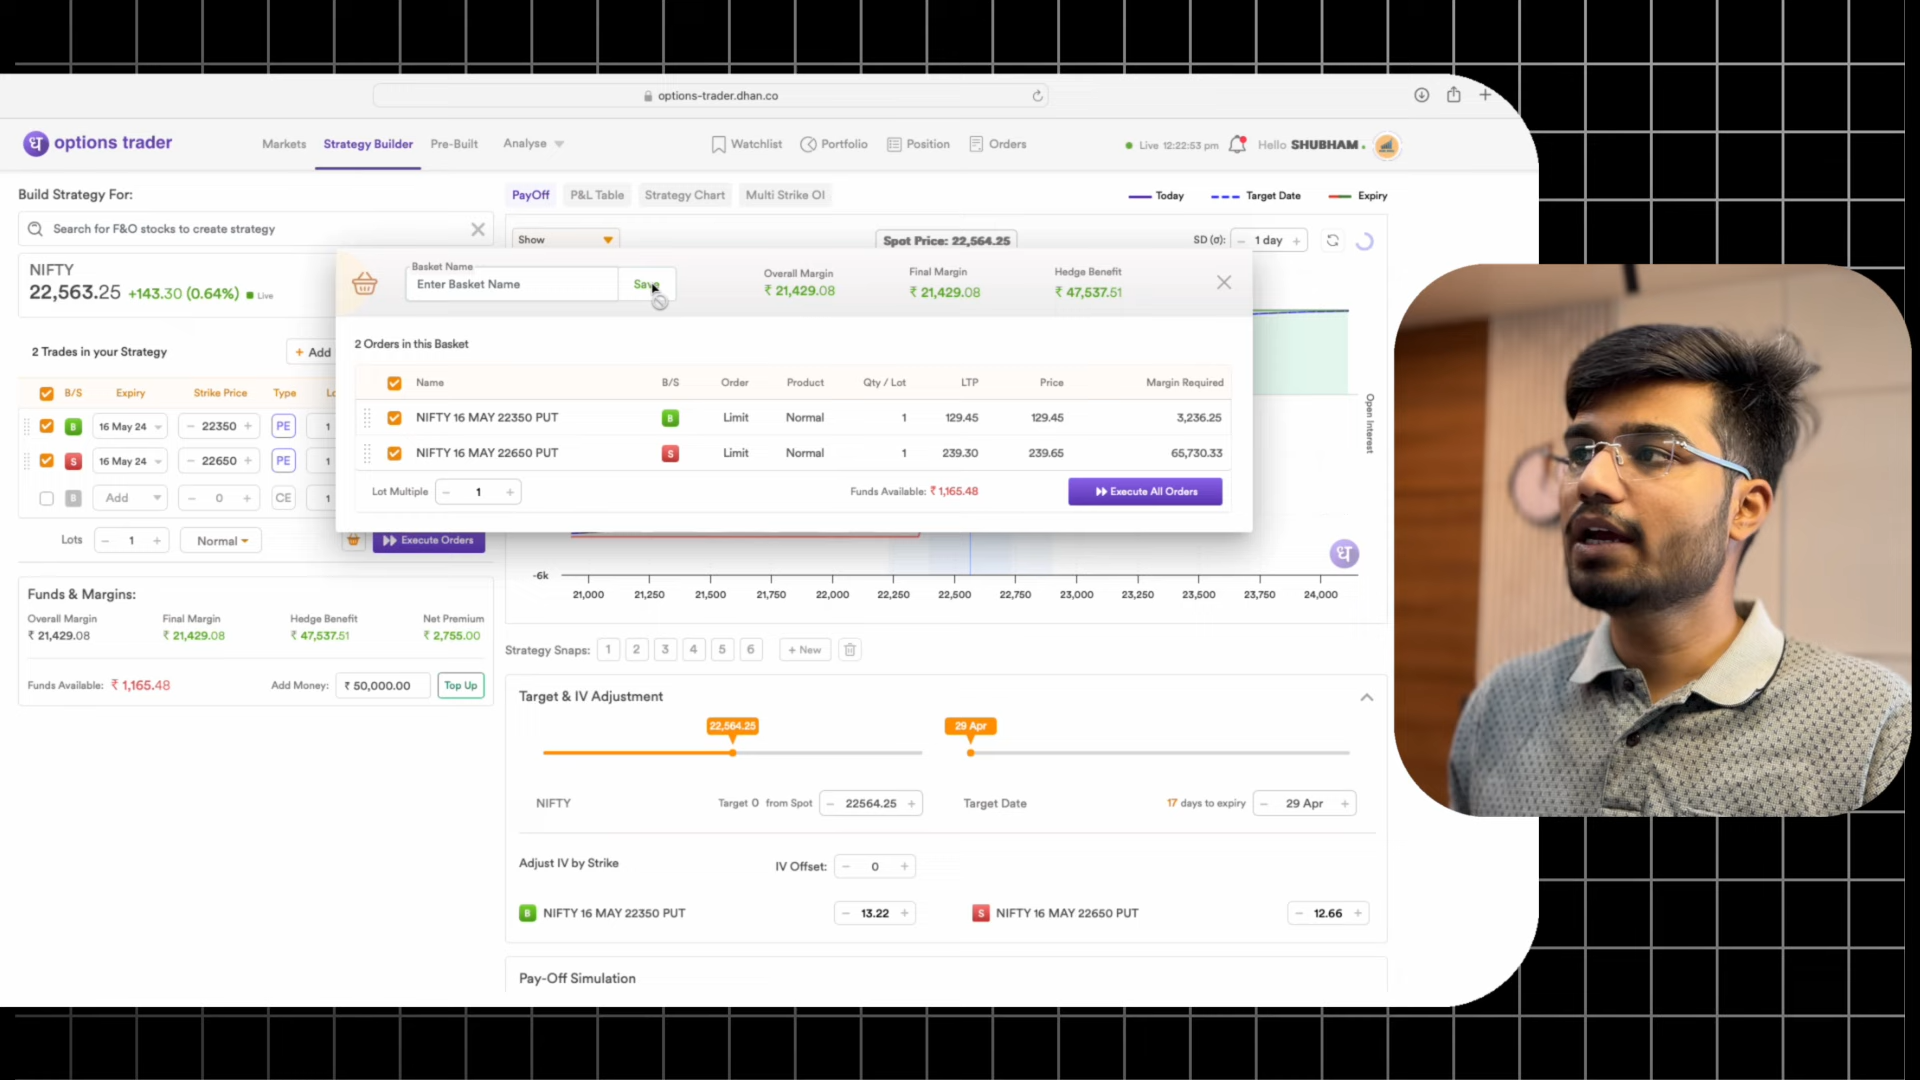 options-trader.dhan.co
ध options trader
Markets Strategy Builder Pre-Built Analyse Watchlist Portfolio Position Orders Live 12:22:53 pm Hello SHUBHAM.
Build Strategy For:
Search for F&O stocks to create strategy
NIFTY
22,563.25 +143.30 (0.64%) Live
2 Trades in your Strategy + Add
B/S Expiry Strike Price Type
B 16 May 24 − 22350 + PE 1
S 16 May 24 − 22650 + PE 1
B Add − 0 + CE 1
Lots − 1 + Normal Execute Orders
Funds & Margins:
Overall Margin Final Margin Hedge Benefit Net Premium
₹ 21,429.08 ₹ 21,429.08 ₹ 47,537.51 ₹ 2,755.00
Funds Available: ₹ 1,165.48 Add Money: ₹ 50,000.00 Top Up
PayOff P&L Table Strategy Chart Multi Strike OI Today Target Date Expiry
Show Spot Price: 22,564.25 SD (σ): − 1 day +
Basket Name
Enter Basket Name Save
Overall Margin Final Margin Hedge Benefit
₹ 21,429.08 ₹ 21,429.08 ₹ 47,537.51
2 Orders in this Basket
Name B/S Order Product Qty / Lot LTP Price Margin Required
NIFTY 16 MAY 22350 PUT B Limit Normal 1 129.45 129.45 3,236.25
NIFTY 16 MAY 22650 PUT S Limit Normal 1 239.30 239.65 65,730.33
Lot Multiple − 1 + Funds Available: ₹ 1,165.48 Execute All Orders
Open Interest
ध
-6k
21,000 21,250 21,500 21,750 22,000 22,250 22,500 22,750 23,000 23,250 23,500 23,750 24,000
Strategy Snaps: 1 2 3 4 5 6 + New
Target & IV Adjustment
22,564.25 29 Apr
NIFTY Target 0 from Spot − 22564.25 + Target Date 17 days to expiry − 29 Apr +
Adjust IV by Strike IV Offset: − 0 +
B NIFTY 16 MAY 22350 PUT − 13.22 + S NIFTY 16 MAY 22650 PUT − 12.66 +
Pay-Off Simulation